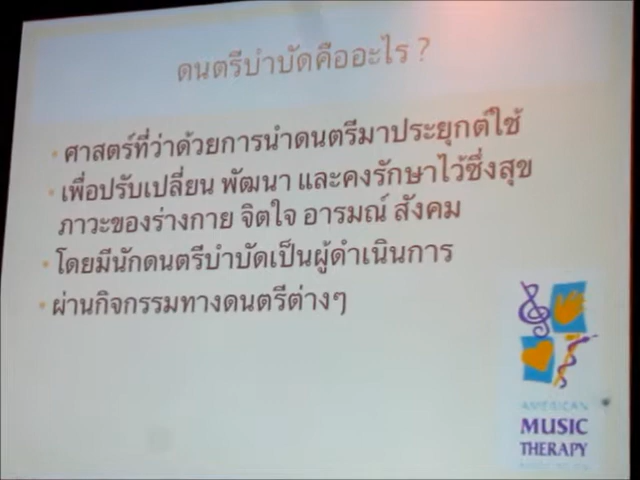 ดนตรีบำบัดคืออะไร ?
• ศาสตร์ที่ว่าด้วยการนำดนตรีมาประยุกต์ใช้
• เพื่อปรับเปลี่ยน พัฒนา และคงรักษาไว้ซึ่งสุข
ภาวะของร่างกาย จิตใจ อารมณ์ สังคม
• โดยมีนักดนตรีบำบัดเป็นผู้ดำเนินการ
• ผ่านกิจกรรมทางดนตรีต่างๆ
AMERICAN
MUSIC
THERAPY